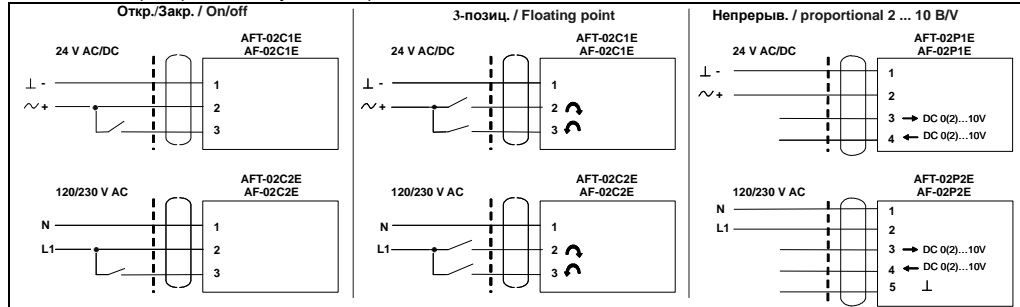 Откр./Закр. / On/off
24 V AC/DC
AFT-02C1E
AF-02C1E
⊥ -
1
~ +
2
3
120/230 V AC
AFT-02C2E
AF-02C2E
N
1
L1
2
3
3-позиц. / Floating point
24 V AC/DC
AFT-02C1E
AF-02C1E
⊥ -
1
~ +
2
3
120/230 V AC
AFT-02C2E
AF-02C2E
N
1
L1
2
3
Непрерыв. / proportional 2 ... 10 В/V
24 V AC/DC
AFT-02P1E
AF-02P1E
⊥ -
1
~ +
2
3 → DC 0(2)...10V
4 ← DC 0(2)...10V
120/230 V AC
AFT-02P2E
AF-02P2E
N
1
L1
2
3 → DC 0(2)...10V
4 ← DC 0(2)...10V
5 ⊥